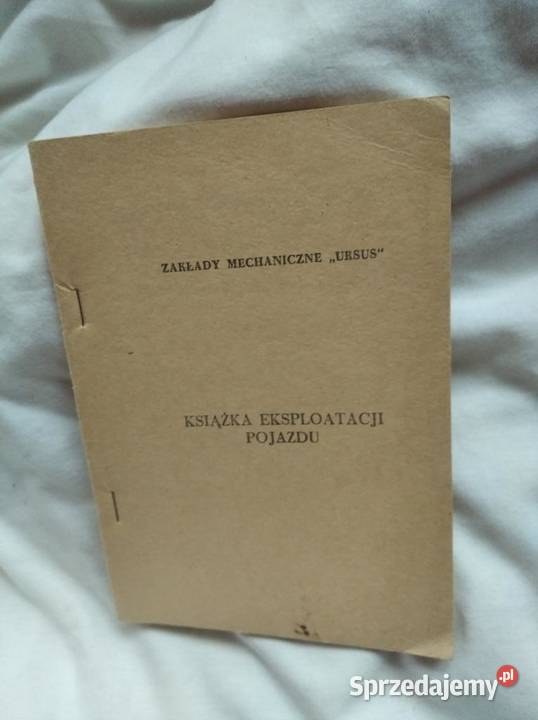 ZAKŁADY MECHANICZNE „URSUS"
KSIĄŻKA EKSPLOATACJI
POJAZDU
Sprzedajemy.pl